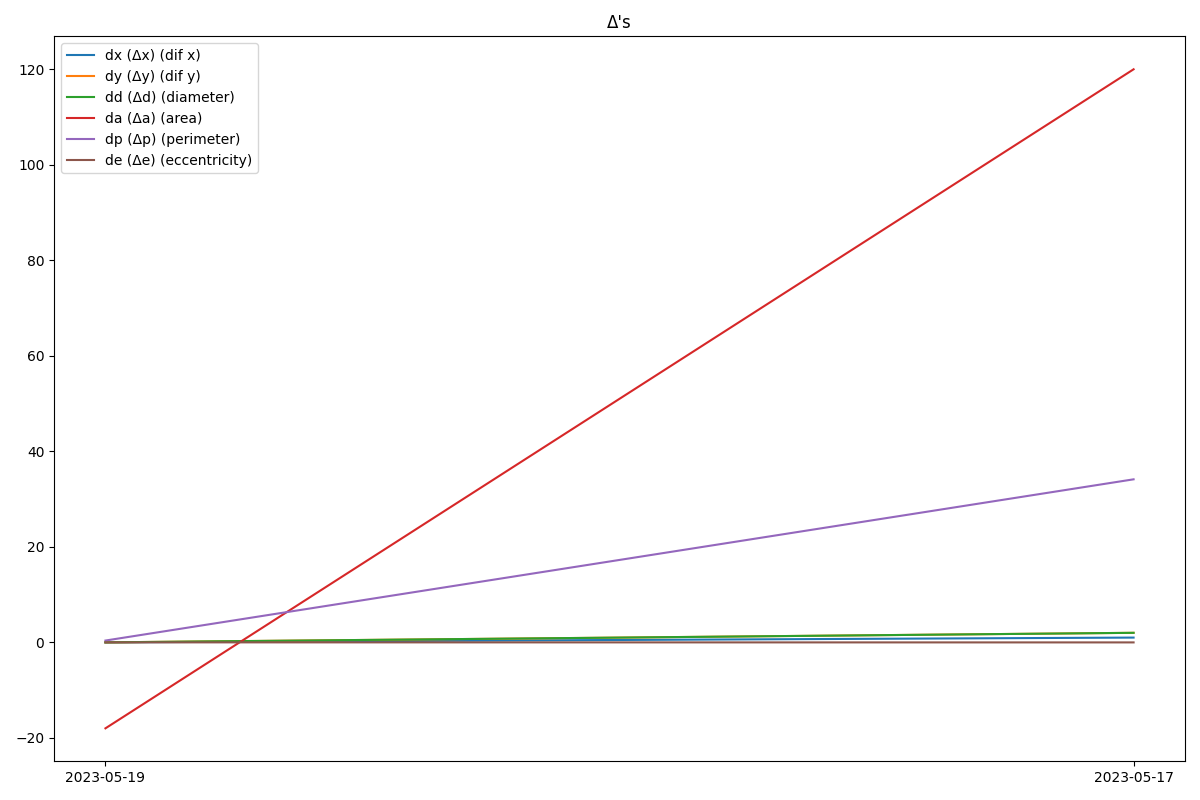 Δ's
dx (Δx) (dif x)
dy (Δy) (dif y)
dd (Δd) (diameter)
da (Δa) (area)
dp (Δp) (perimeter)
de (Δe) (eccentricity)
120
100
80
60
40
20
0
−20
2023-05-19 2023-05-17